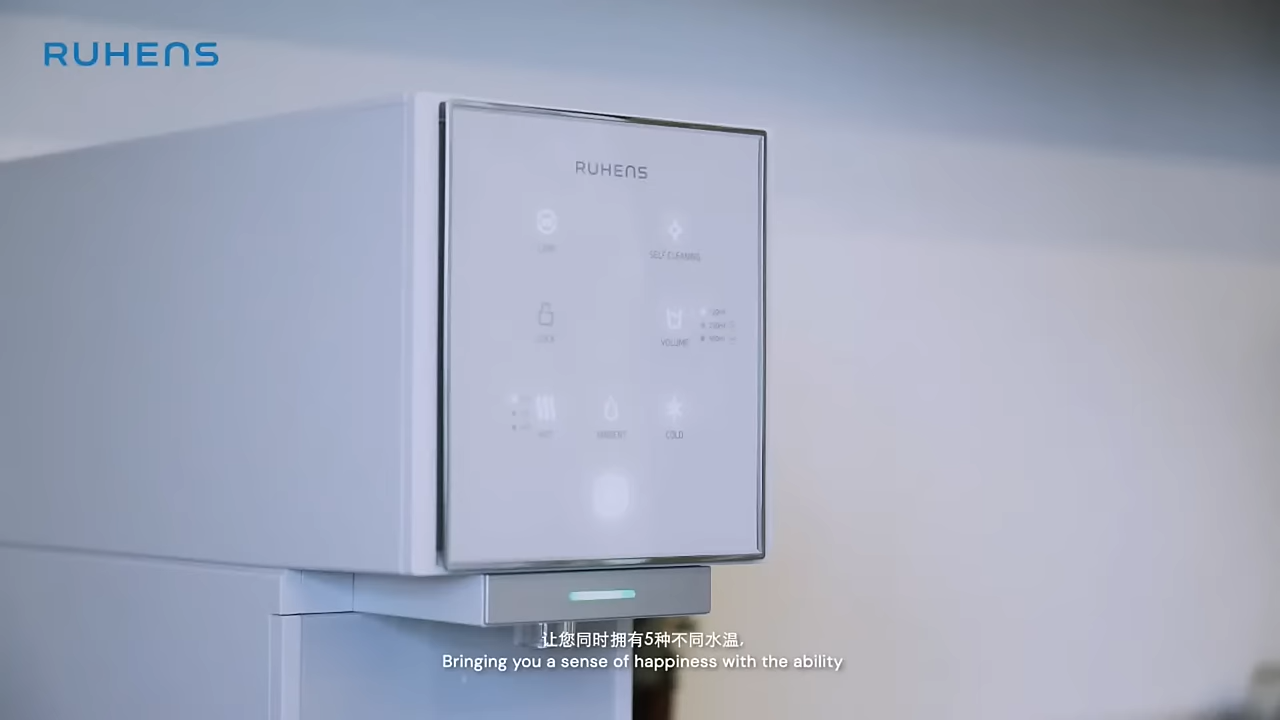 RUHENS
RUHENS
SELF CLEANING
LOCK
VOLUME
HOT
AMBIENT
COLD
让您同时拥有5种不同水温,
Bringing you a sense of happiness with the ability